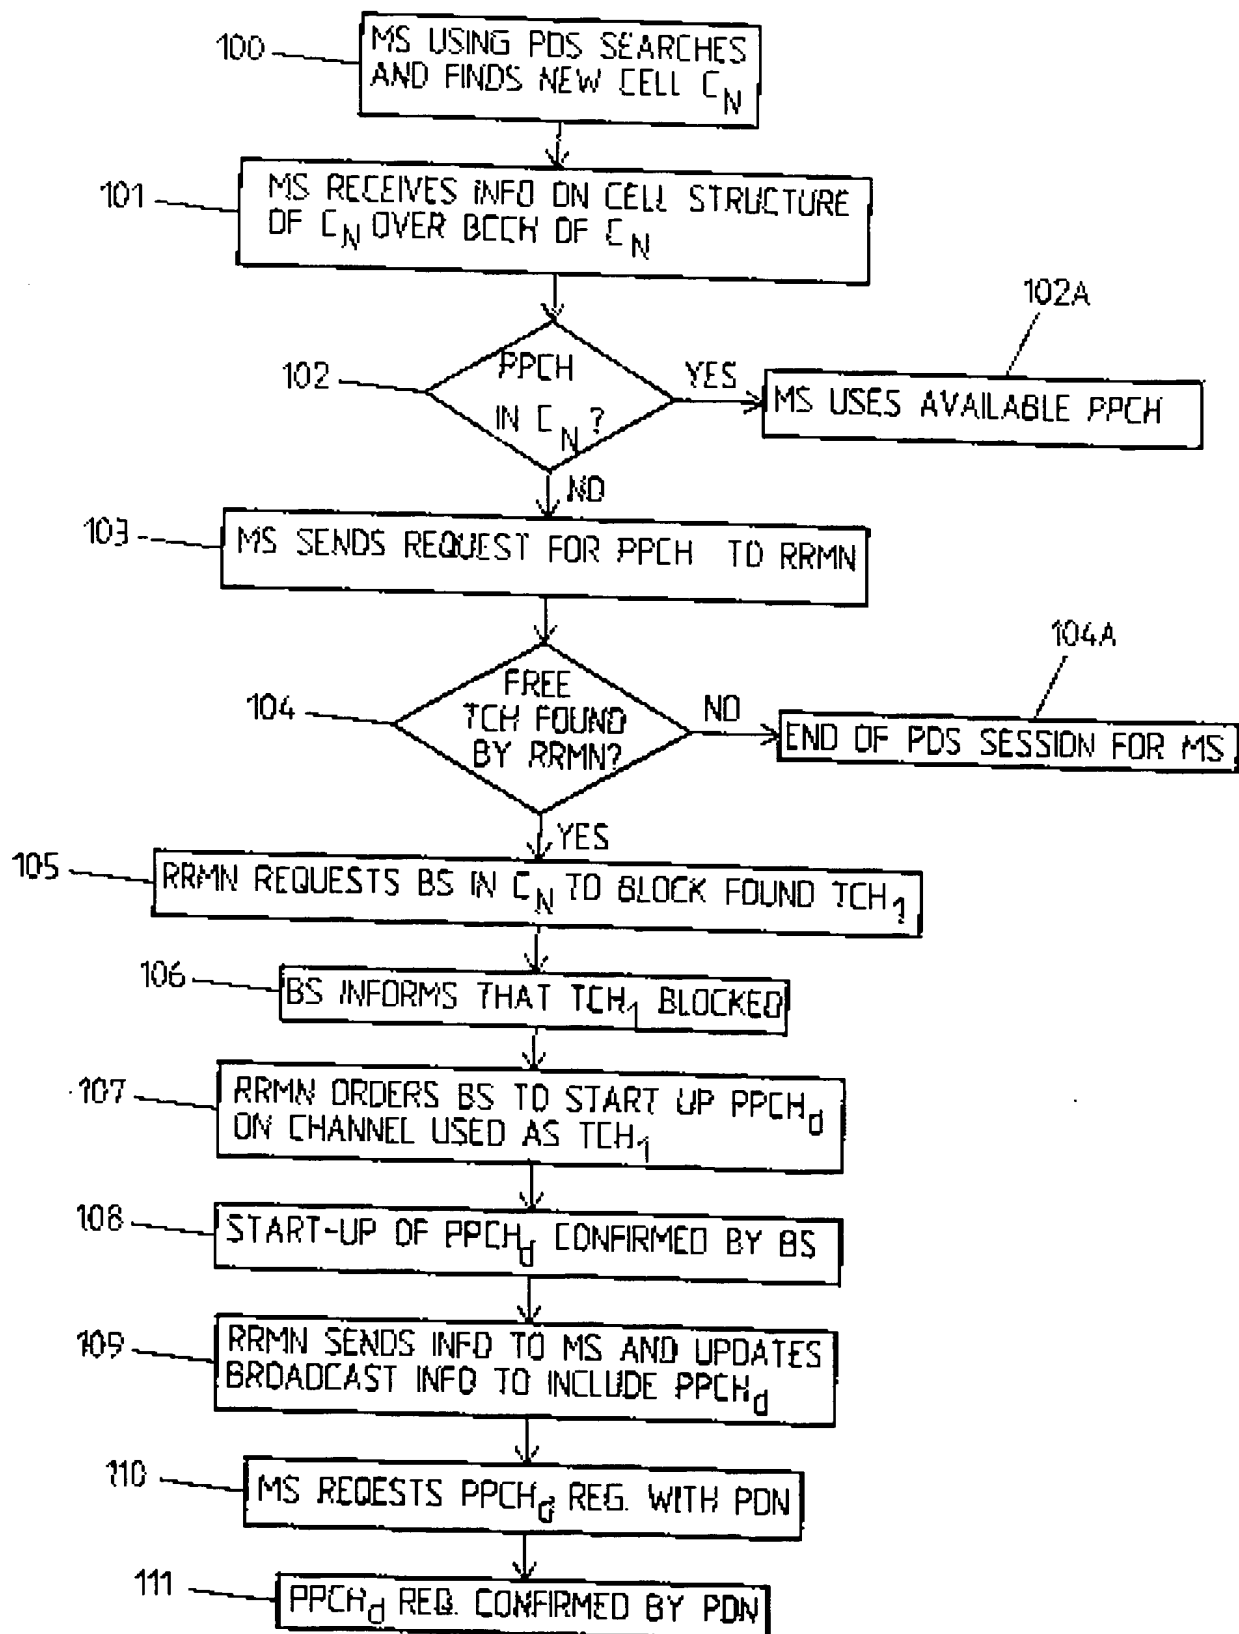 100
MS USING PDS SEARCHES
AND FINDS NEW CELL C_N
101
MS RECEIVES INFO ON CELL STRUCTURE
OF C_N OVER BCCH OF C_N
102
PPCH
IN C_N?
YES
102A
MS USES AVAILABLE PPCH
NO
103
MS SENDS REQUEST FOR PPCH TO RRMN
104
FREE
TCH FOUND
BY RRMN?
NO
104A
END OF PDS SESSION FOR MS
YES
105
RRMN REQUESTS BS IN C_N TO BLOCK FOUND TCH_1
106
BS INFORMS THAT TCH_1 BLOCKED
107
RRMN ORDERS BS TO START UP PPCH_d
ON CHANNEL USED AS TCH_1
108
START-UP OF PPCH_d CONFIRMED BY BS
109
RRMN SENDS INFO TO MS AND UPDATES
BROADCAST INFO TO INCLUDE PPCH_d
110
MS REQESTS PPCH_d REG. WITH PDN
111
PPCH_d REQ. CONFIRMED BY PDN